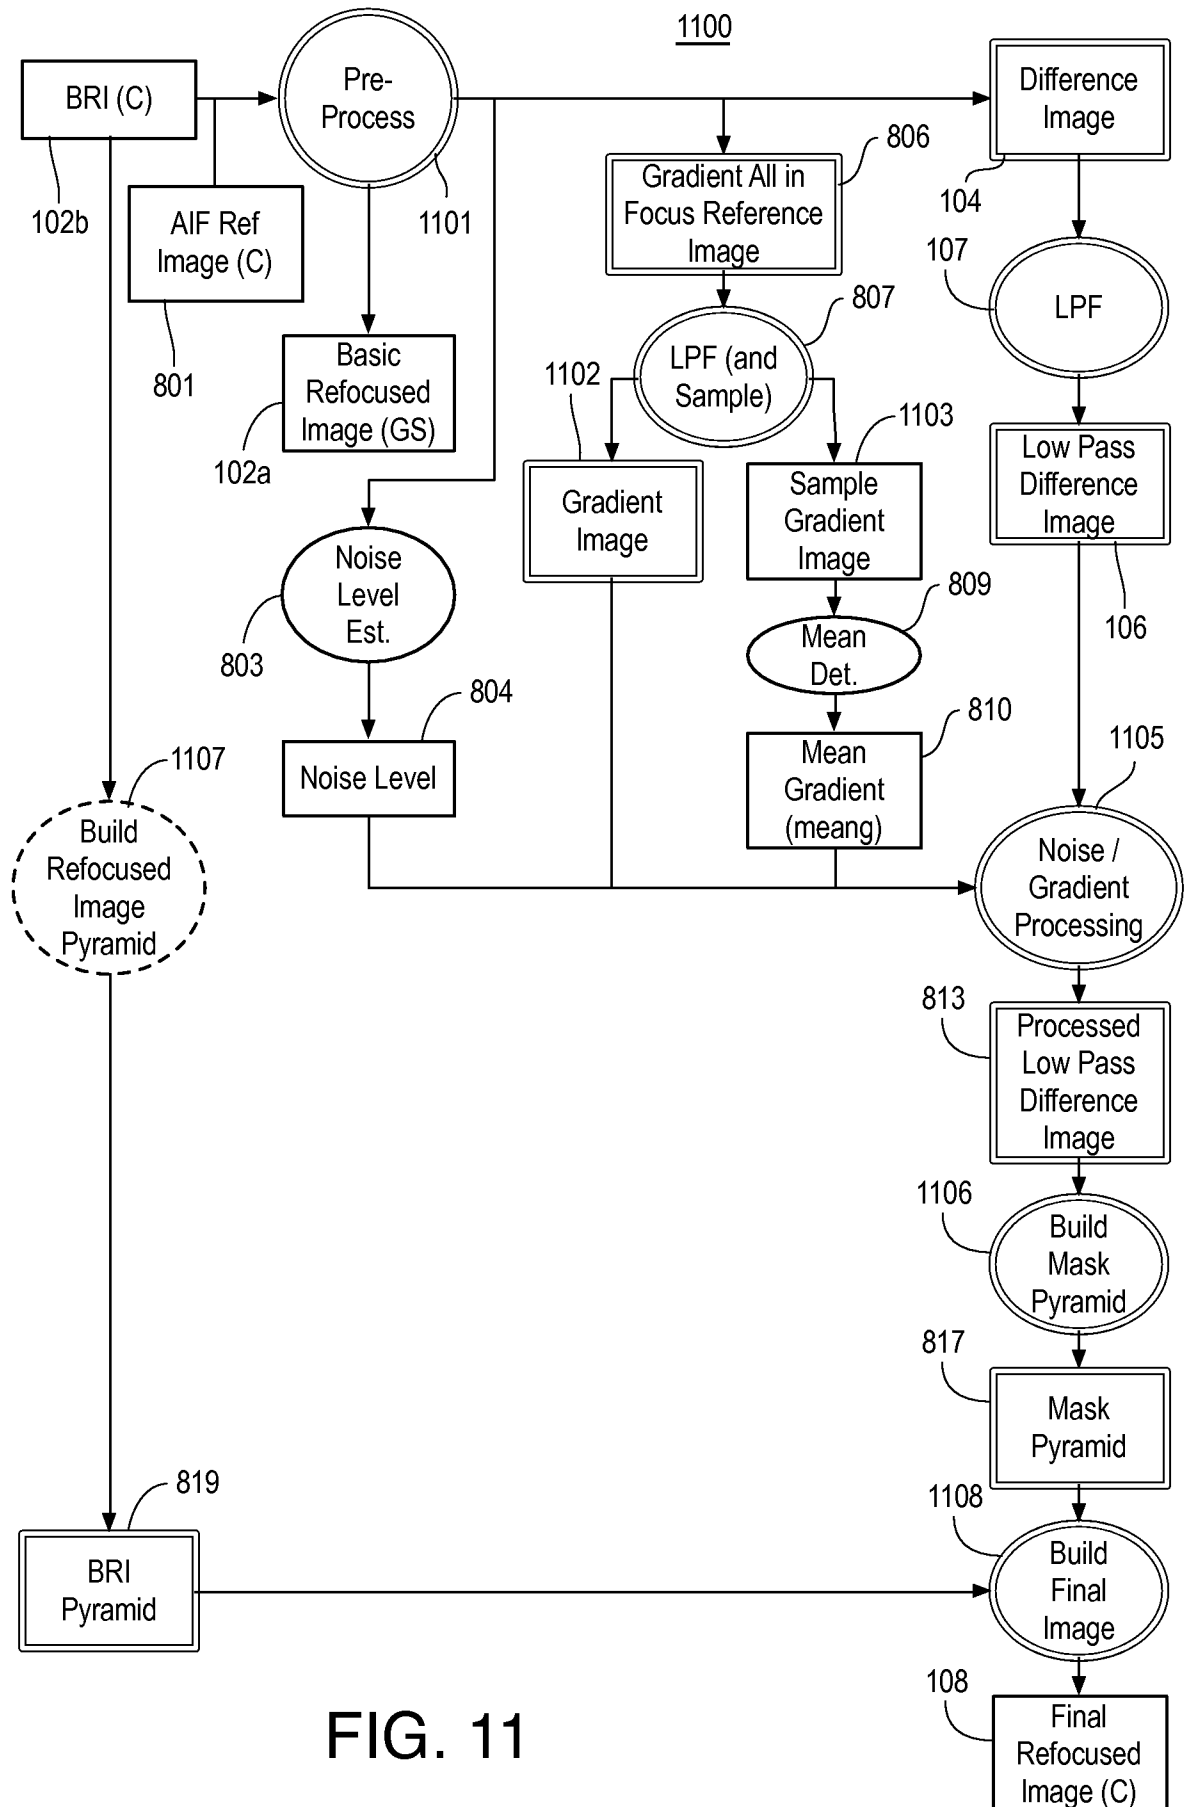 1100
BRI (C)
Pre-
Process
Difference
Image
102b
1101
806
104
AIF Ref
Image (C)
801
Gradient All in
Focus Reference
Image
107
LPF
807
LPF (and
Sample)
Basic
Refocused
Image (GS)
102a
1102
1103
Gradient
Image
Sample
Gradient
Image
Low Pass
Difference
Image
106
Noise
Level
Est.
803
809
Mean
Det.
804
Noise Level
810
Mean
Gradient
(meang)
1107
Build
Refocused
Image
Pyramid
1105
Noise /
Gradient
Processing
813
Processed
Low Pass
Difference
Image
1106
Build
Mask
Pyramid
817
Mask
Pyramid
819
BRI
Pyramid
1108
Build
Final
Image
108
Final
Refocused
Image (C)
FIG. 11